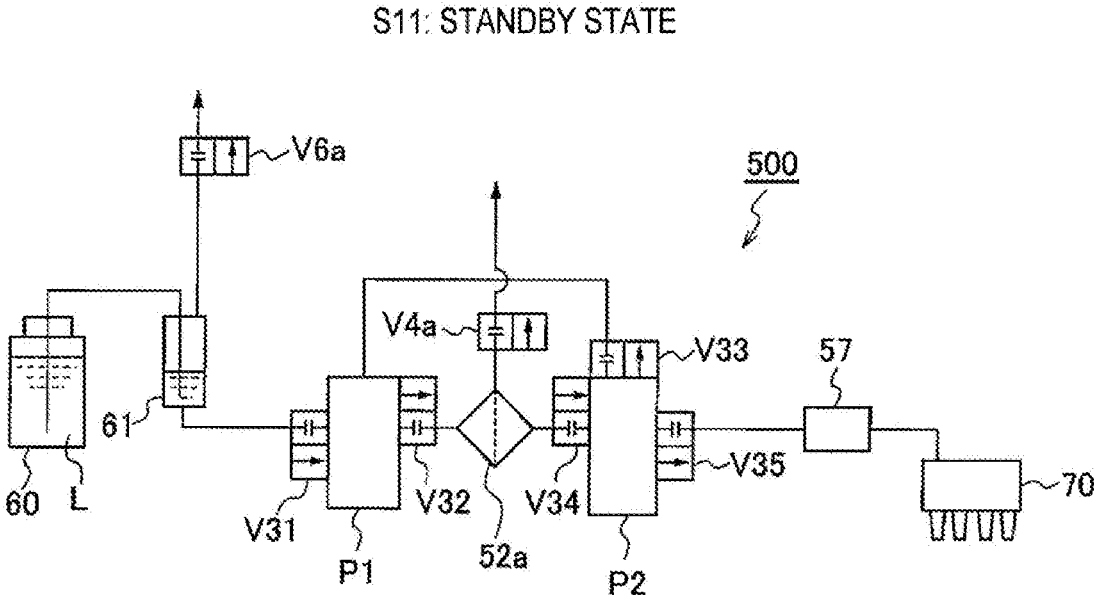 S11: STANDBY STATE
V6a
500
V4a
V33
57
61
60
L
V31
V32
V34
V35
70
P1
52a
P2